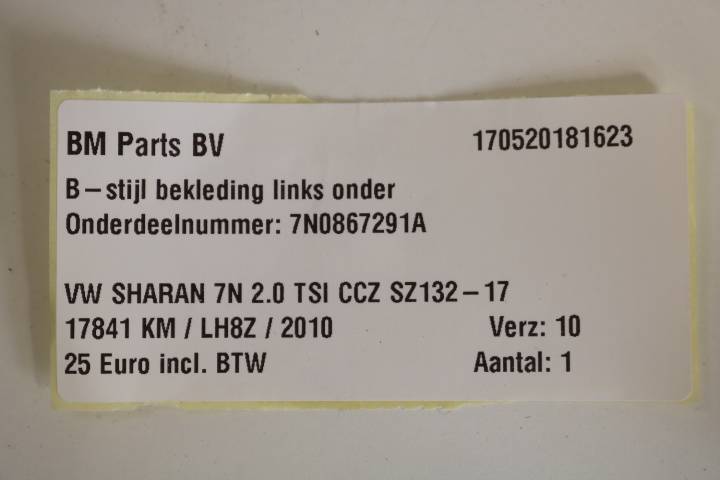 BM Parts BV 170520181623
B-stijl bekleding links onder
Onderdeelnummer: 7N0867291A
VW SHARAN 7N 2.0 TSI CCZ SZ132-17
17841 KM / LH8Z / 2010 Verz: 10
25 Euro incl. BTW Aantal: 1